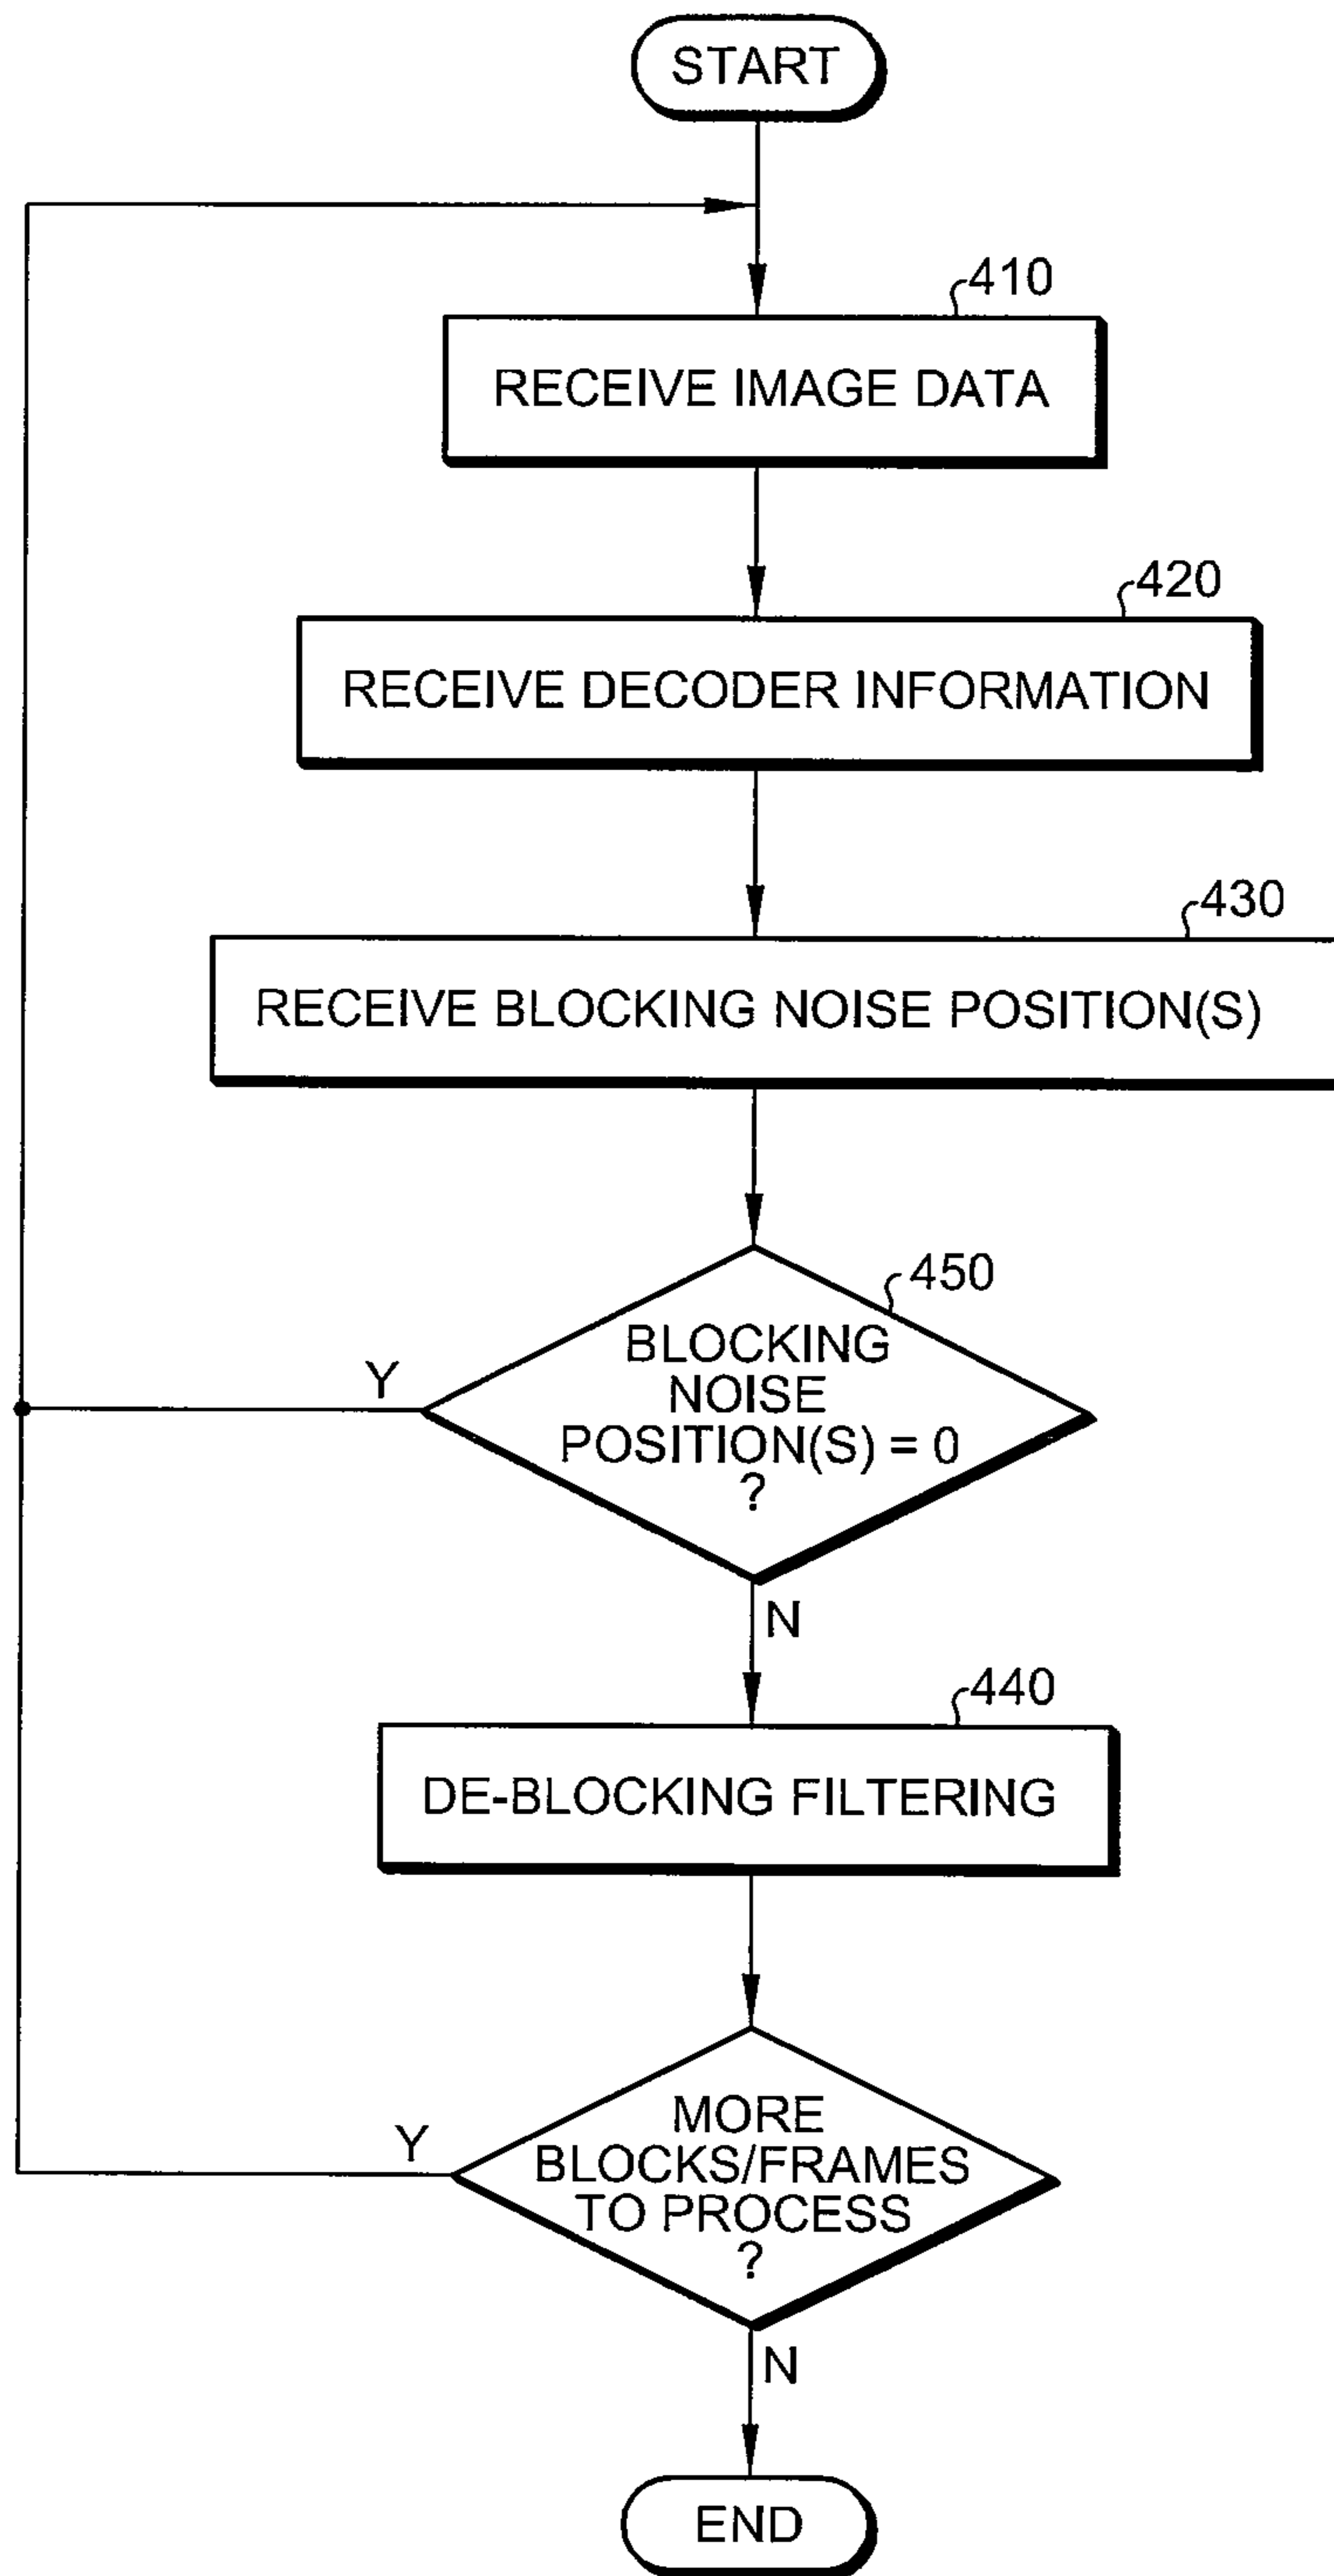 START
410
RECEIVE IMAGE DATA
420
RECEIVE DECODER INFORMATION
430
RECEIVE BLOCKING NOISE POSITION(S)
450
BLOCKING
NOISE
POSITION(S) = 0
?
Y
N
440
DE-BLOCKING FILTERING
MORE
BLOCKS/FRAMES
TO PROCESS
?
Y
N
END